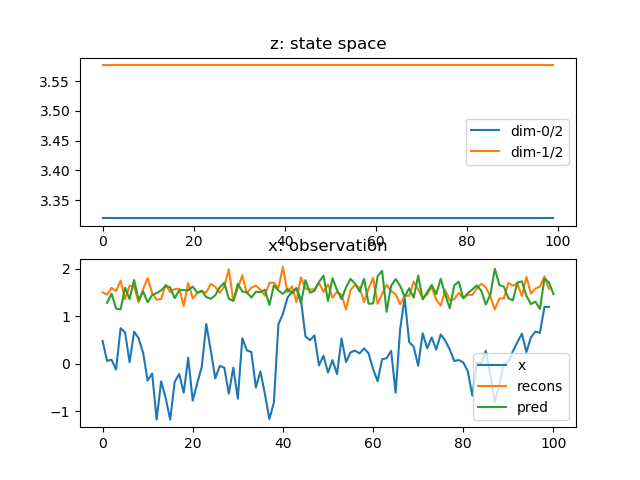 z: state space
3.55
3.50
3.45
3.40
3.35
dim-0/2
dim-1/2
0 20 40 60 80 100
x: observation
2
1
0
−1
x
recons
pred
0 20 40 60 80 100